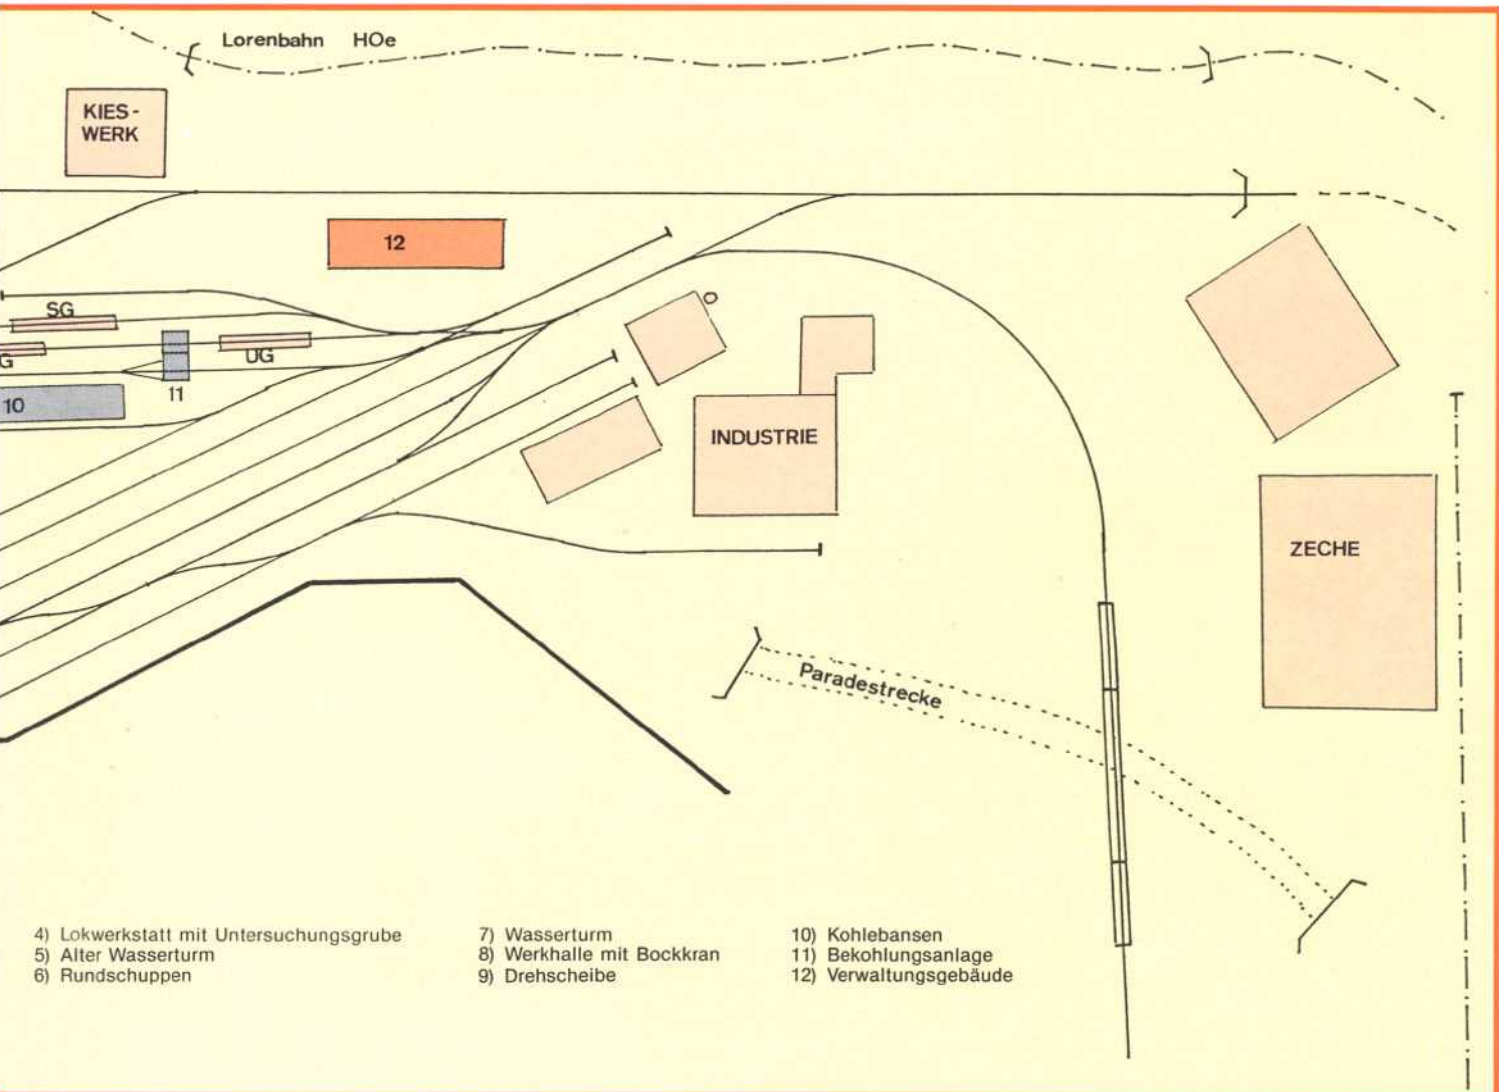 Lorenbahn HOe
KIES-
WERK
12
SG
G
UG
11
10
INDUSTRIE
ZECHE
Paradestrecke
4) Lokwerkstatt mit Untersuchungsgrube
5) Alter Wasserturm
6) Rundschuppen
7) Wasserturm
8) Werkhalle mit Bockkran
9) Drehscheibe
10) Kohlebansen
11) Bekohlungsanlage
12) Verwaltungsgebäude